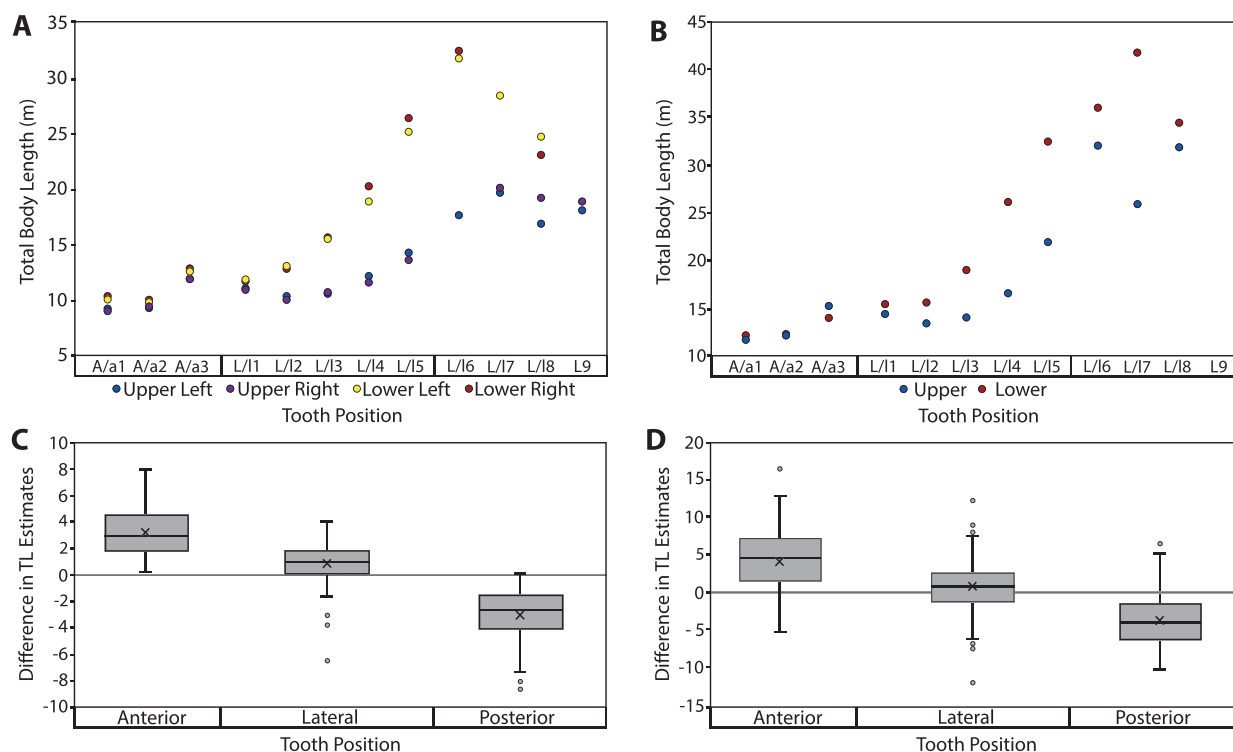 A
Total Body Length (m)
35
30
25
20
15
10
5
A/a1 A/a2 A/a3 L/l1 L/l2 L/l3 L/l4 L/l5 L/l6 L/l7 L/l8 L9
Upper Left Upper Right Lower Left Lower Right
Tooth Position
B
Total Body Length (m)
45
40
35
30
25
20
15
10
A/a1 A/a2 A/a3 L/l1 L/l2 L/l3 L/l4 L/l5 L/l6 L/l7 L/l8 L9
Upper Lower
Tooth Position
C
Difference in TL Estimates
10
8
6
4
2
0
-2
-4
-6
-8
-10
Anterior Lateral Posterior
Tooth Position
D
Difference in TL Estimates
20
15
10
5
0
-5
-10
-15
Anterior Lateral Posterior
Tooth Position